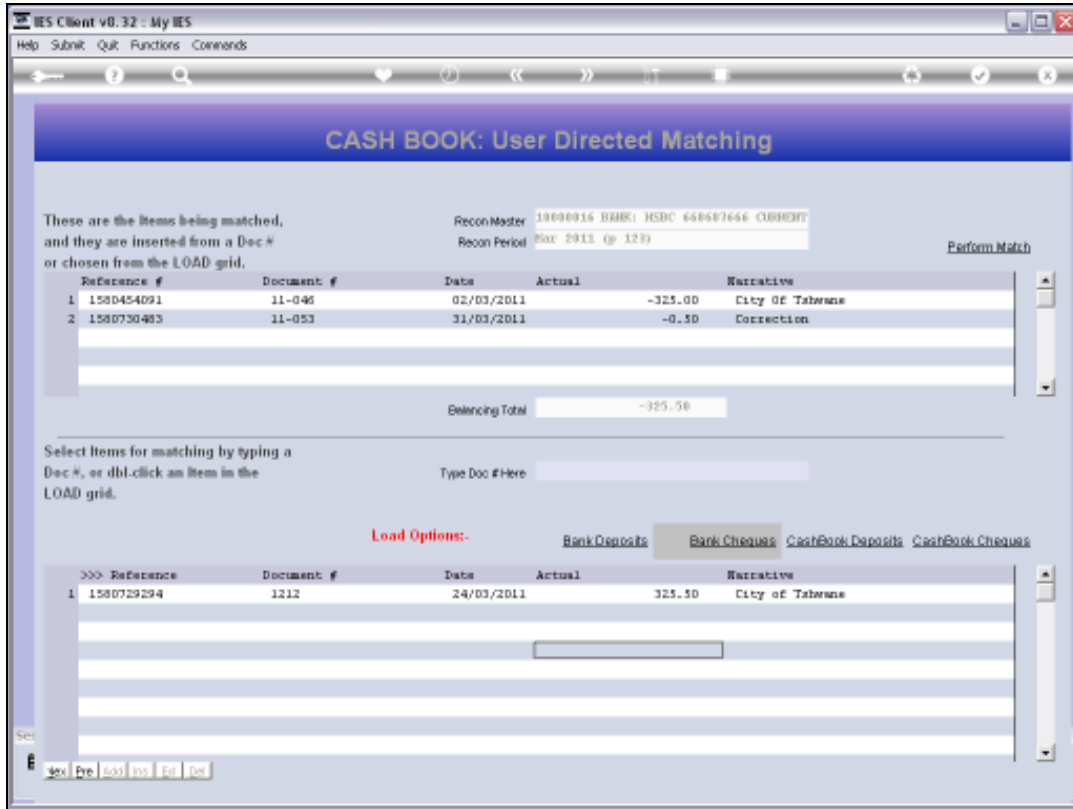 IES Client v8.32 : My IES
Help Submit Quit Functions Commands
CASH BOOK: User Directed Matching
These are the Items being matched,
and they are inserted from a Doc #
or chosen from the LOAD grid.
Recon Master 10000016 BANK: HSBC 668687666 CURRENT
Recon Period Mar 2011 (p 123)
Perform Match
Reference # Document # Date Actual Narrative
1 1580454091 11-046 02/03/2011 -325.00 City Of Tshwane
2 1580730483 11-053 31/03/2011 -0.50 Correction
Balancing Total -325.50
Select Items for matching by typing a
Doc #, or dbl-click an Item in the
LOAD grid.
Type Doc # Here
Load Options:- Bank Deposits Bank Cheques CashBook Deposits CashBook Cheques
>>> Reference Document # Date Actual Narrative
1 1580729294 1212 24/03/2011 325.50 City of Tshwane
Nex Pre Add Ins Del